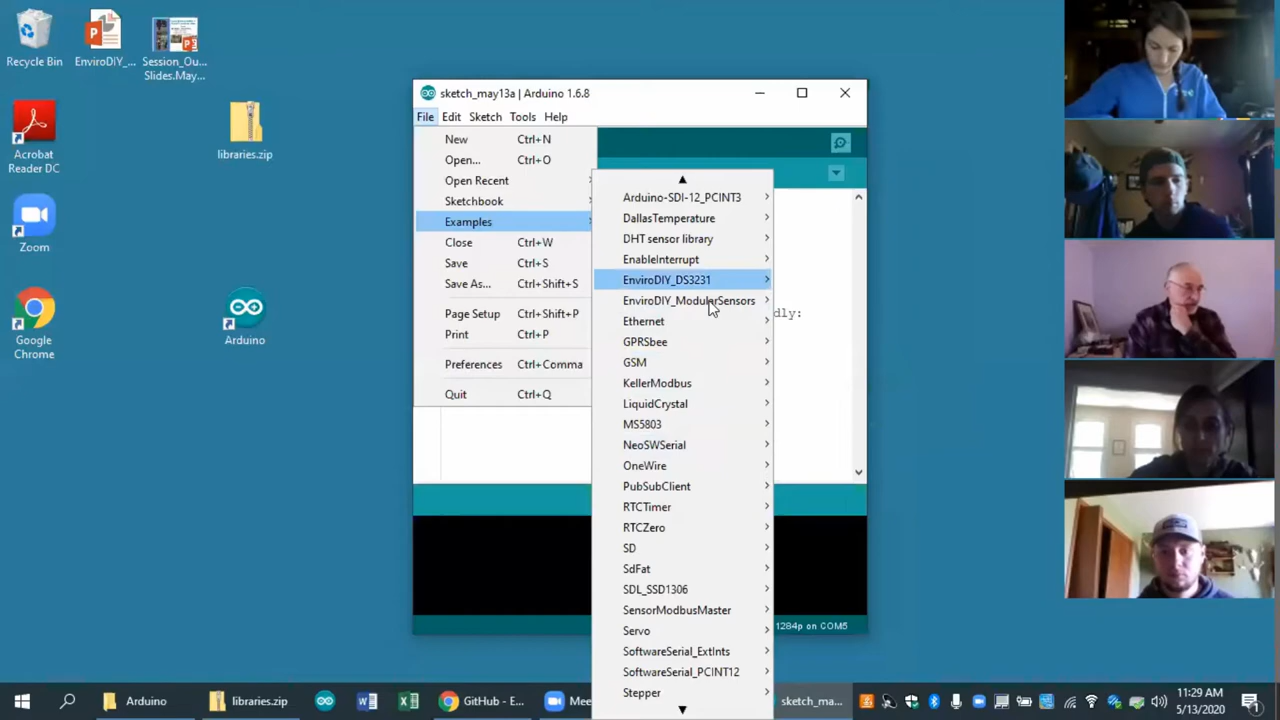 Recycle Bin
EnviroDIY_...
Session_Ou...
Slides.May...
Acrobat
Reader DC
libraries.zip
Zoom
Google
Chrome
Arduino
sketch_may13a | Arduino 1.6.8
File Edit Sketch Tools Help
New Ctrl+N
Open... Ctrl+O
Open Recent
Sketchbook
Examples
Close Ctrl+W
Save Ctrl+S
Save As... Ctrl+Shift+S
Page Setup Ctrl+Shift+P
Print Ctrl+P
Preferences Ctrl+Comma
Quit Ctrl+Q
Arduino-SDI-12_PCINT3
DallasTemperature
DHT sensor library
EnableInterrupt
EnviroDIY_DS3231
EnviroDIY_ModularSensors
Ethernet
GPRSbee
GSM
KellerModbus
LiquidCrystal
MS5803
NeoSWSerial
OneWire
PubSubClient
RTCTimer
RTCZero
SD
SdFat
SDL_SSD1306
SensorModbusMaster
Servo
SoftwareSerial_ExtInts
SoftwareSerial_PCINT12
Stepper
dly:
1284p on COM5
Arduino
libraries.zip
GitHub - E...
Mee
sketch_ma...
11:29 AM
5/13/2020